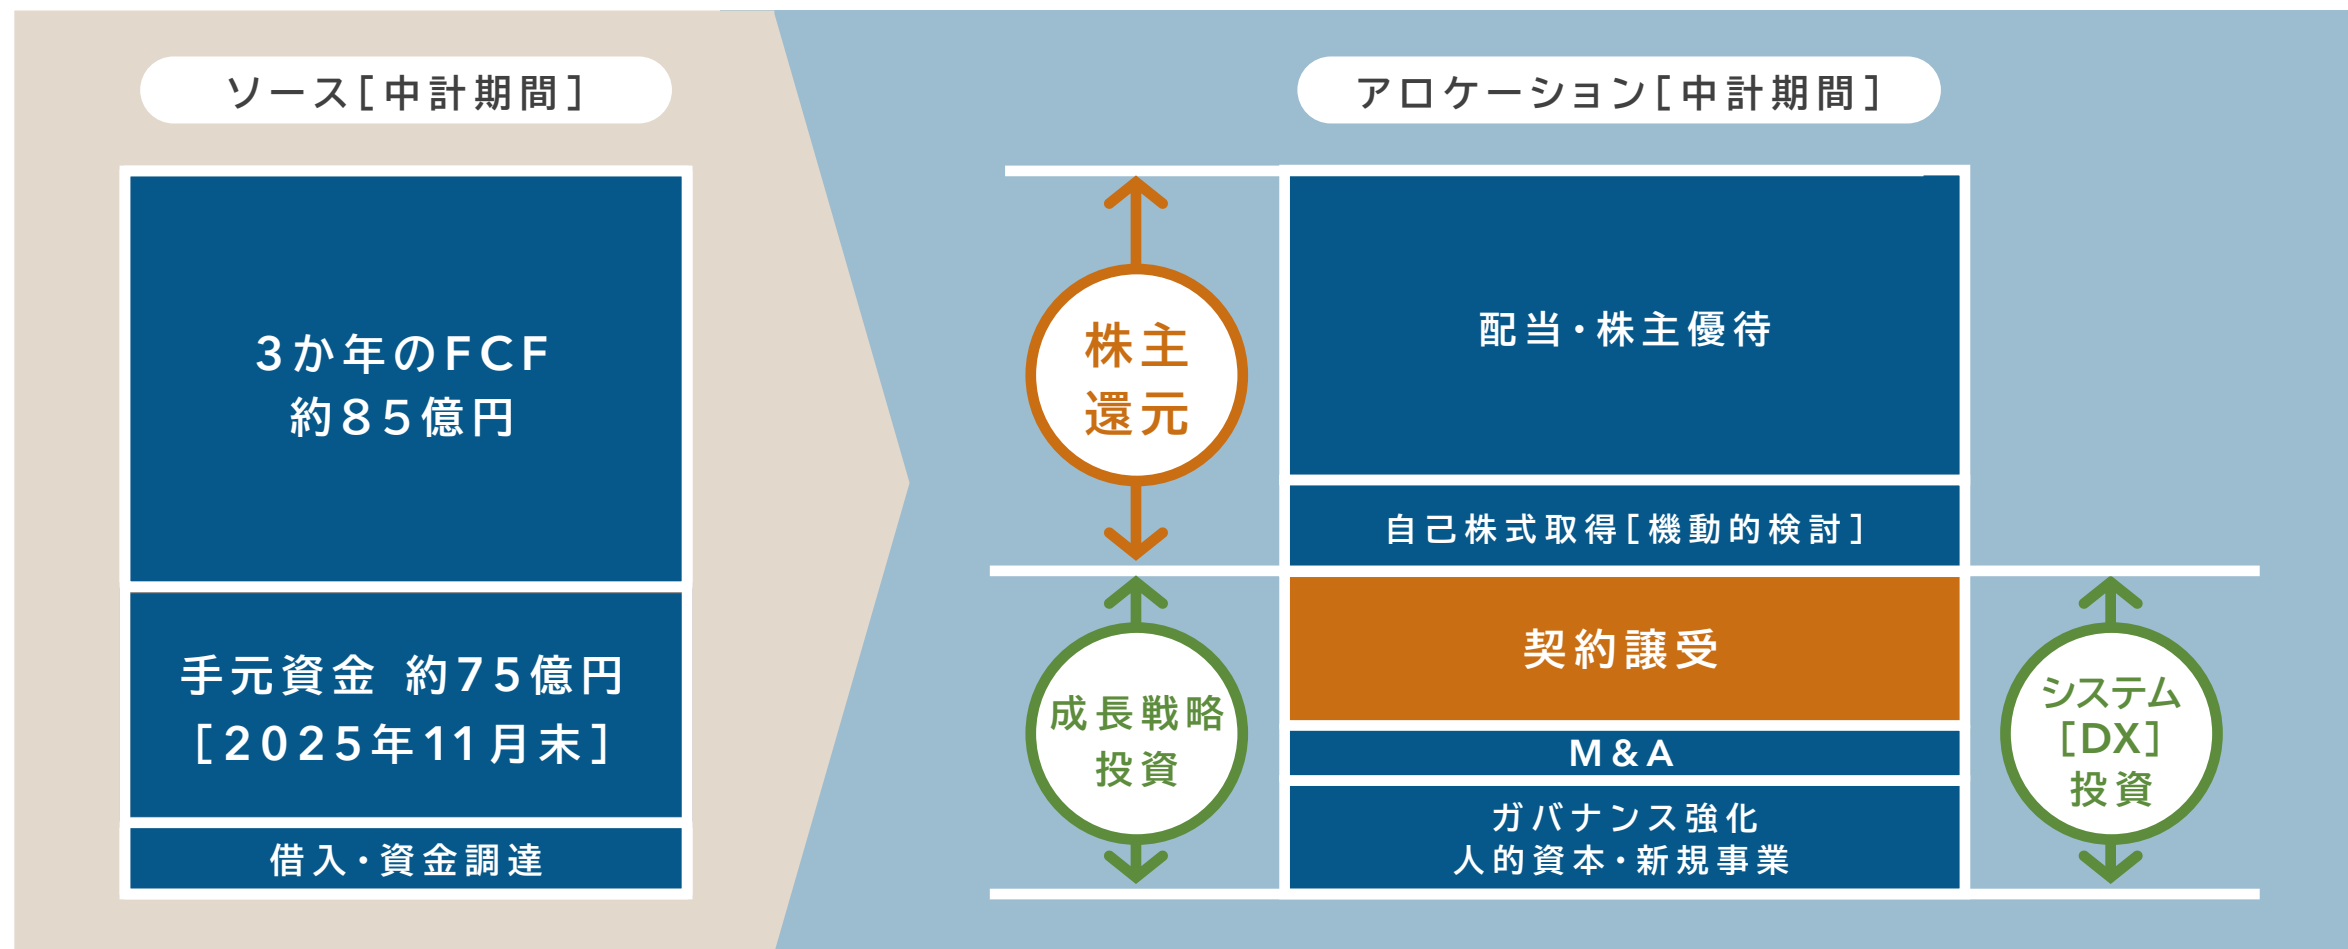 ソース[中計期間]
3か年のFCF
約85億円
手元資金 約75億円
[2025年11月末]
借入・資金調達
アロケーション[中計期間]
株主
還元
成長戦略
投資
配当・株主優待
自己株式取得[機動的検討]
契約譲受
M&A
ガバナンス強化
人的資本・新規事業
システム
[DX]
投資